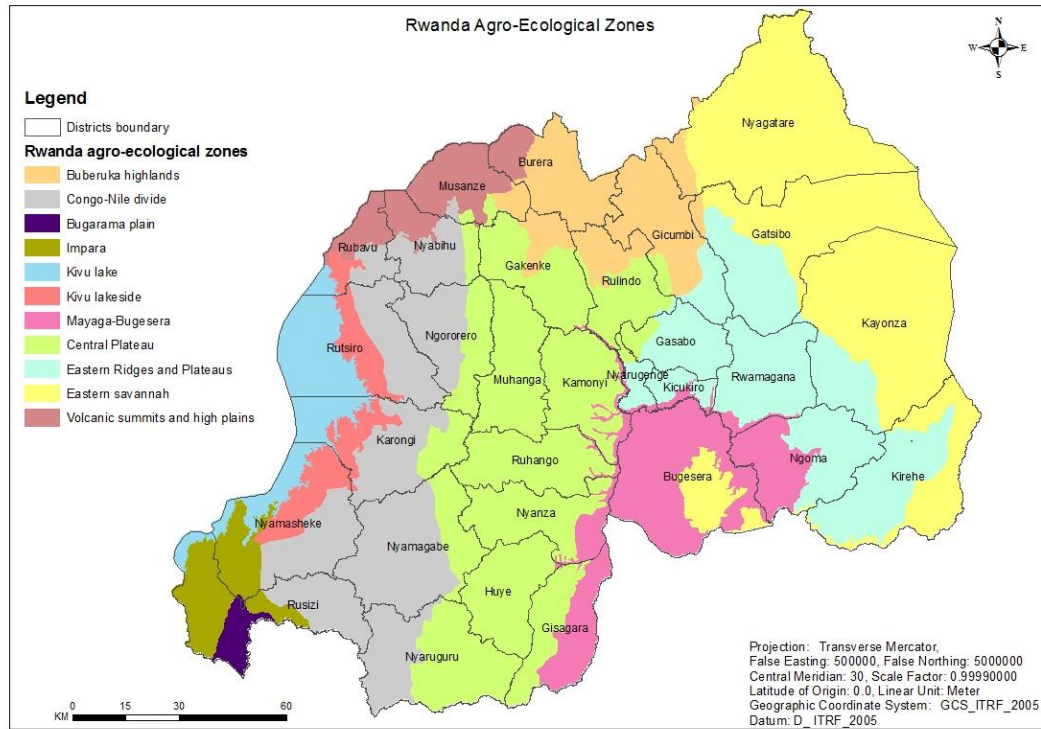 Rwanda Agro-Ecological Zones
N
W
E
S
Legend
Districts boundary
Rwanda agro-ecological zones
Buberuka highlands
Congo-Nile divide
Bugarama plain
Impara
Kivu lake
Kivu lakeside
Mayaga-Bugesera
Central Plateau
Eastern Ridges and Plateaus
Eastern savannah
Volcanic summits and high plains
Nyagatare
Burera
Musanze
Gicumbi
Gatsibo
Rubavu
Nyabihu
Gakenke
Rulindo
Kayonza
Rutsiro
Ngororero
Gasabo
Muhanga
Kamonyi
Nyarugenge
Kicukiro
Rwamagana
Karongi
Ruhango
Ngoma
Kirehe
Bugesera
Nyanza
Nyamasheke
Nyamagabe
Huye
Rusizi
Gisagara
Nyaruguru
KM
0 15 30 60
Projection: Transverse Mercator,
False Easting: 500000, False Northing: 5000000
Central Meridian: 30, Scale Factor: 0.99990000
Latitude of Origin: 0.0, Linear Unit: Meter
Geographic Coordinate System: GCS_ITRF_2005
Datum: D_ ITRF_2005